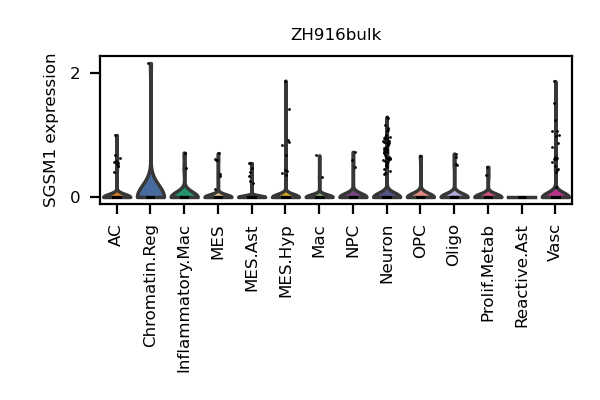 ZH916bulk
SGSM1 expression
2
0
AC
Chromatin.Reg
Inflammatory.Mac
MES
MES.Ast
MES.Hyp
Mac
NPC
Neuron
OPC
Oligo
Prolif.Metab
Reactive.Ast
Vasc